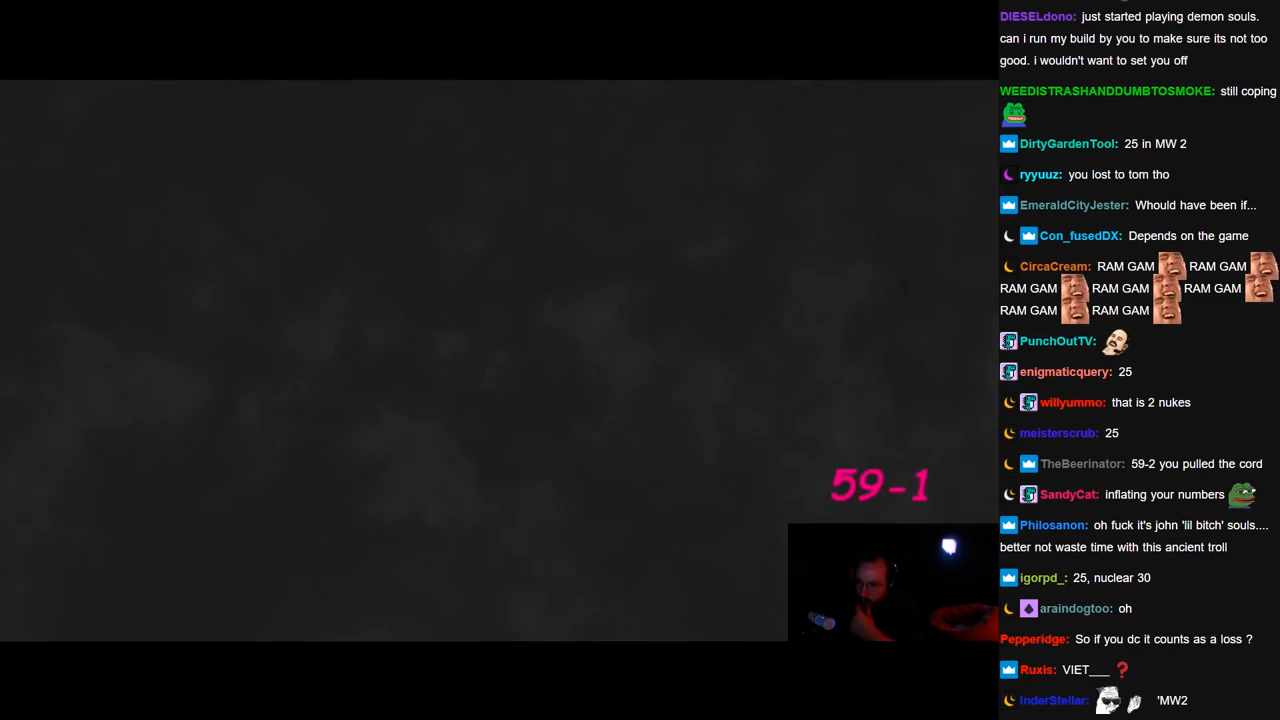 59-1
DIESELdono: just started playing demon souls.
can i run my build by you to make sure its not too
good. i wouldn't want to set you off
WEEDISTRASHANDDUMBTOSMOKE: still coping
DirtyGardenTool: 25 in MW 2
ryyuuz: you lost to tom tho
EmeraldCityJester: Whould have been if...
Con_fusedDX: Depends on the game
CircaCream: RAM GAM RAM GAM
RAM GAM RAM GAM RAM GAM
RAM GAM RAM GAM
PunchOutTV:
enigmaticquery: 25
willyummo: that is 2 nukes
meisterscrub: 25
TheBeerinator: 59-2 you pulled the cord
SandyCat: inflating your numbers
Philosanon: oh fuck it's john 'lil bitch' souls....
better not waste time with this ancient troll
igorpd_: 25, nuclear 30
araindogtoo: oh
Pepperidge: So if you dc it counts as a loss ?
Ruxis: VIET___ ❓
InderStellar: 'MW2